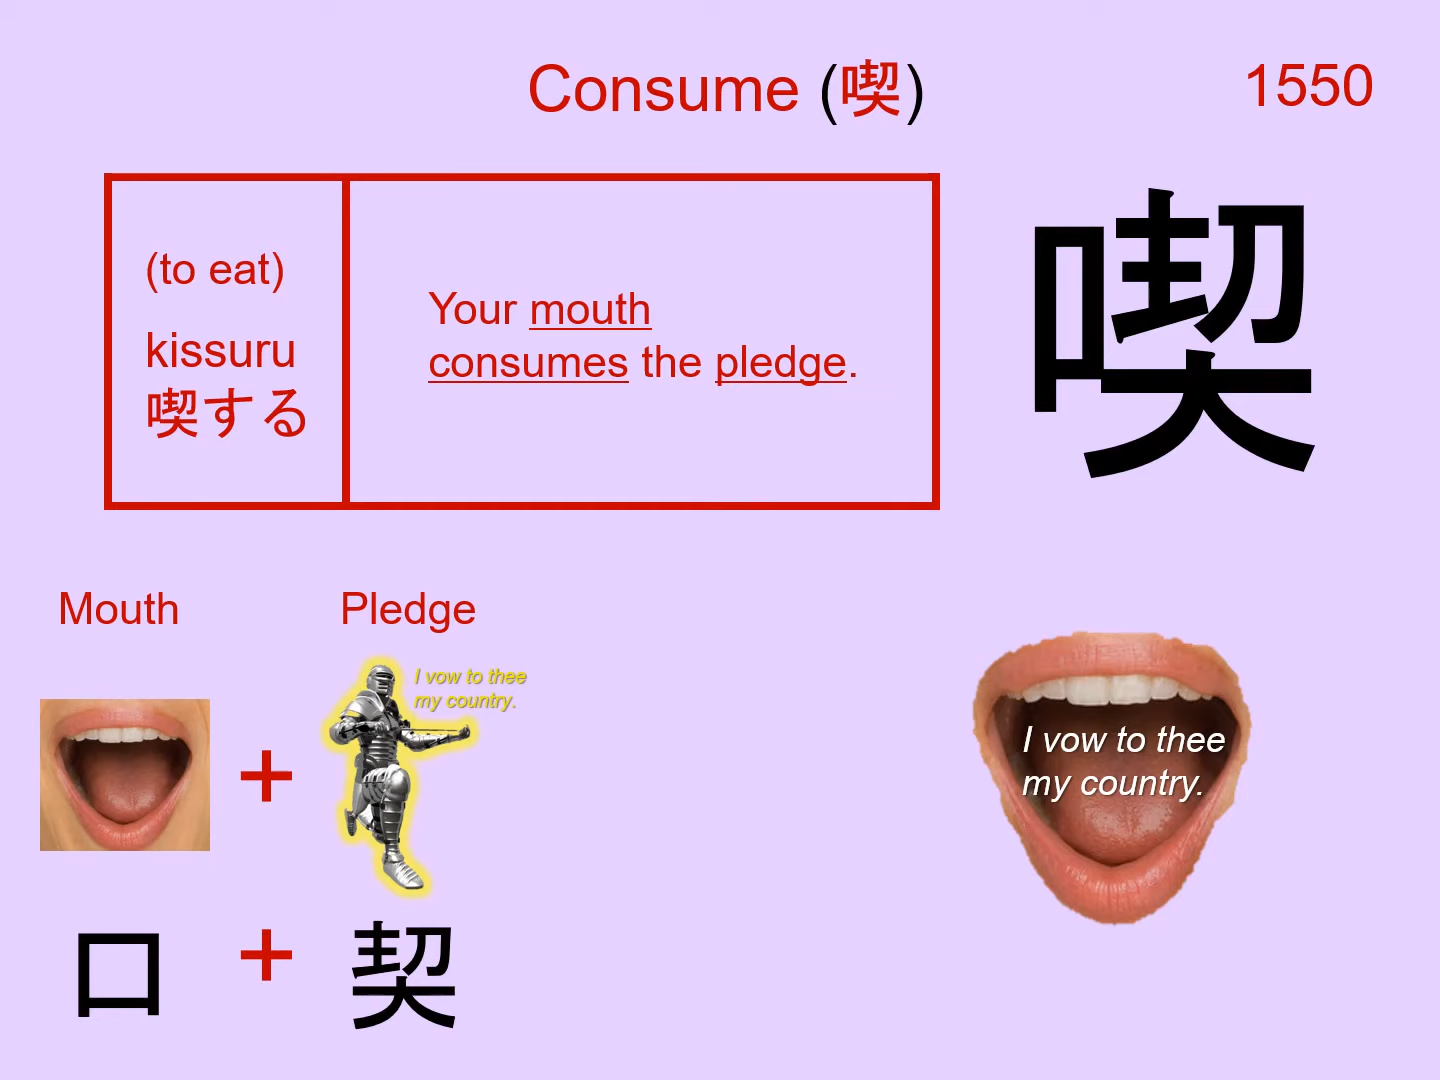 Consume (喫)
1550
(to eat)
kissuru
喫する
Your mouth
consumes the pledge.
喫
Mouth
Pledge
I vow to thee
my country.
+
I vow to thee
my country.
口 + 契